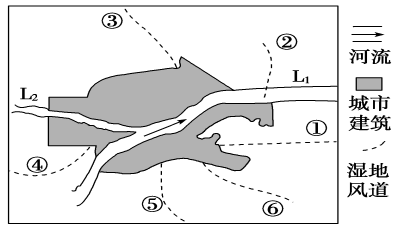 ③
②
L₁
L₂
①
④
⑤
⑥
河流
城市
建筑
湿地
风道